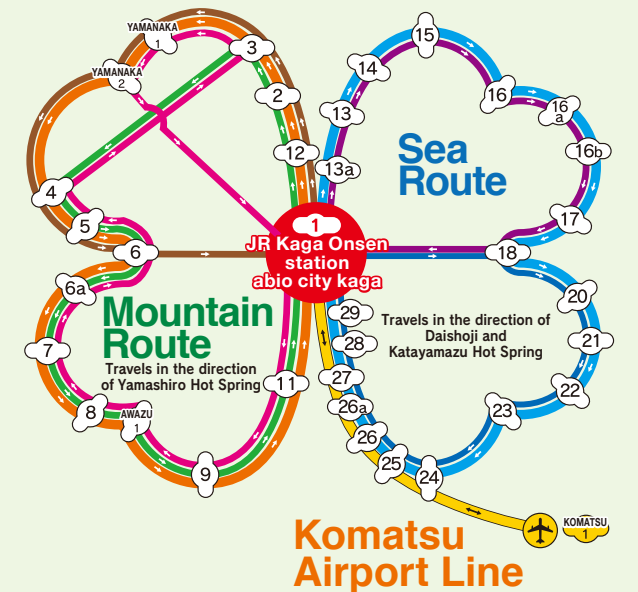 YAMANAKA
1
YAMANAKA
2
3
2
12
4
5
6
6a
7
8
AWAZU
1
9
11
Mountain
Route
Travels in the direction
of Yamashiro Hot Spring
1
JR Kaga Onsen
station
abio city kaga
13a
13
14
15
16
16
a
16b
17
18
Sea
Route
Travels in the direction of
Daishoji and
Katayamazu Hot Spring
20
21
22
23
24
25
26
26a
27
28
29
KOMATSU
1
Komatsu
Airport Line